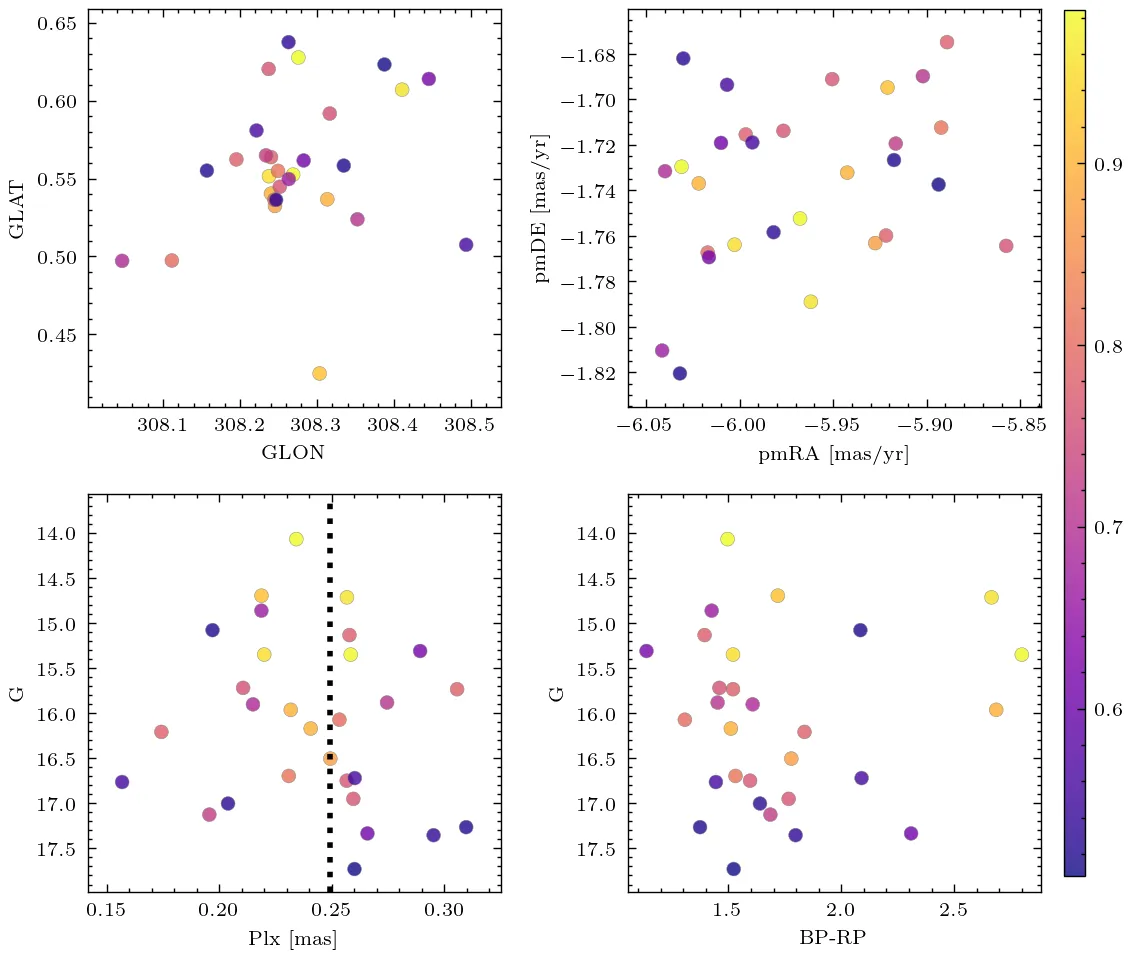 0.65
0.60
0.55
0.50
0.45
GLAT
308.1 308.2 308.3 308.4 308.5
GLON
−1.68
−1.70
−1.72
−1.74
−1.76
−1.78
−1.80
−1.82
pmDE [mas/yr]
−6.05 −6.00 −5.95 −5.90 −5.85
pmRA [mas/yr]
14.0
14.5
15.0
15.5
16.0
16.5
17.0
17.5
G
0.15 0.20 0.25 0.30
Plx [mas]
14.0
14.5
15.0
15.5
16.0
16.5
17.0
17.5
G
1.5 2.0 2.5
BP-RP
0.9
0.8
0.7
0.6